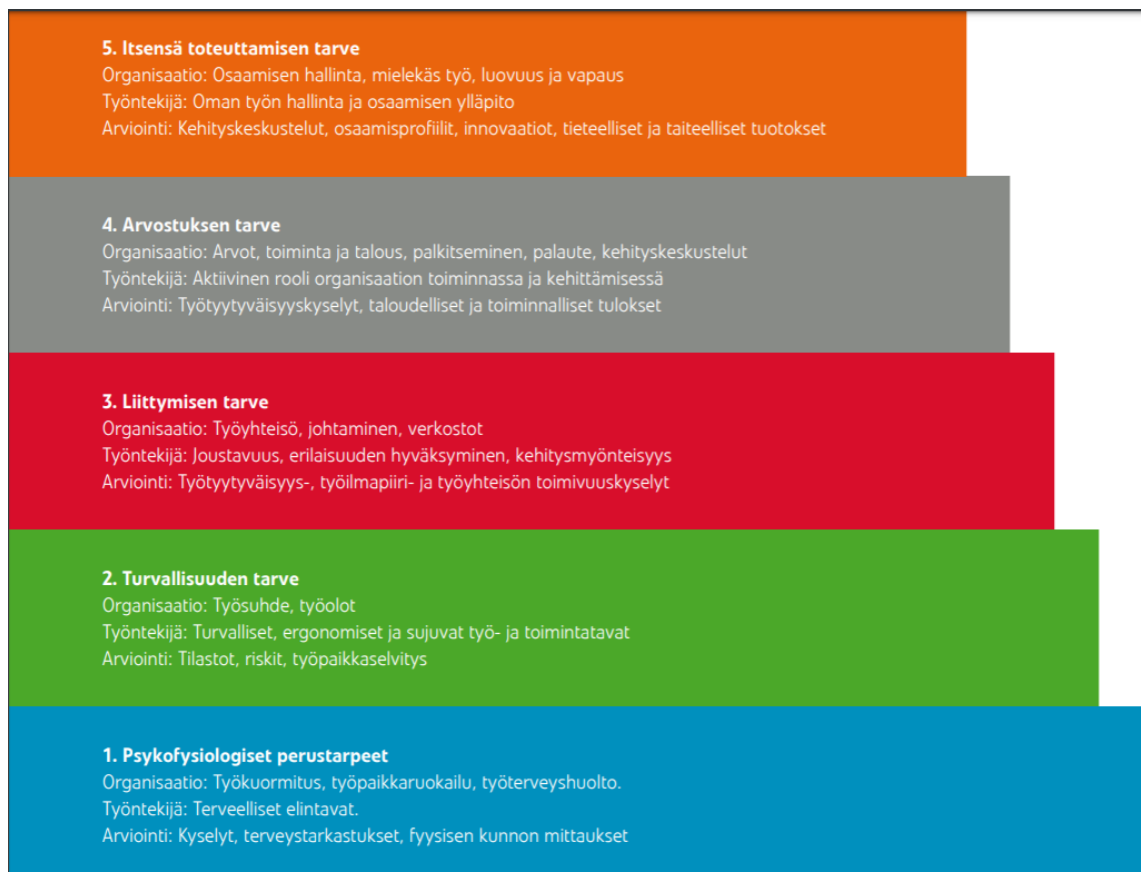 5. Itsensä toteuttamisen tarve
Organisaatio: Osaamisen hallinta, mielekäs työ, luovuus ja vapaus
Työntekijä: Oman työn hallinta ja osaamisen ylläpito
Arviointi: Kehityskeskustelut, osaamisprofiilit, innovaatiot, tieteelliset ja taiteelliset tuotokset
4. Arvostuksen tarve
Organisaatio: Arvot, toiminta ja talous, palkitseminen, palaute, kehityskeskustelut
Työntekijä: Aktiivinen rooli organisaation toiminnassa ja kehittämisessä
Arviointi: Työtyytyväisyyskyselyt, taloudelliset ja toiminnalliset tulokset
3. Liittymisen tarve
Organisaatio: Työyhteisö, johtaminen, verkostot
Työntekijä: Joustavuus, erilaisuuden hyväksyminen, kehitysmyönteisyys
Arviointi: Työtyytyväisyys-, työilmapiiri- ja työyhteisön toimivuuskyselyt
2. Turvallisuuden tarve
Organisaatio: Työsuhde, työolot
Työntekijä: Turvalliset, ergonomiset ja sujuvat työ- ja toimintatavat
Arviointi: Tilastot, riskit, työpaikkaselvitys
1. Psykofysiologiset perustarpeet
Organisaatio: Työkuormitus, työpaikkaruokailu, työterveyshuolto.
Työntekijä: Terveelliset elintavat.
Arviointi: Kyselyt, terveystarkastukset, fyysisen kunnon mittaukset